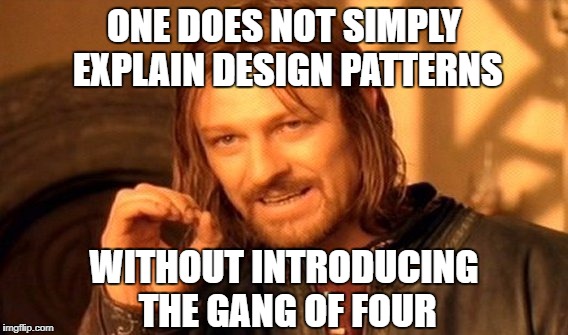 ONE DOES NOT SIMPLY
EXPLAIN DESIGN PATTERNS
WITHOUT INTRODUCING
THE GANG OF FOUR
imgflip.com